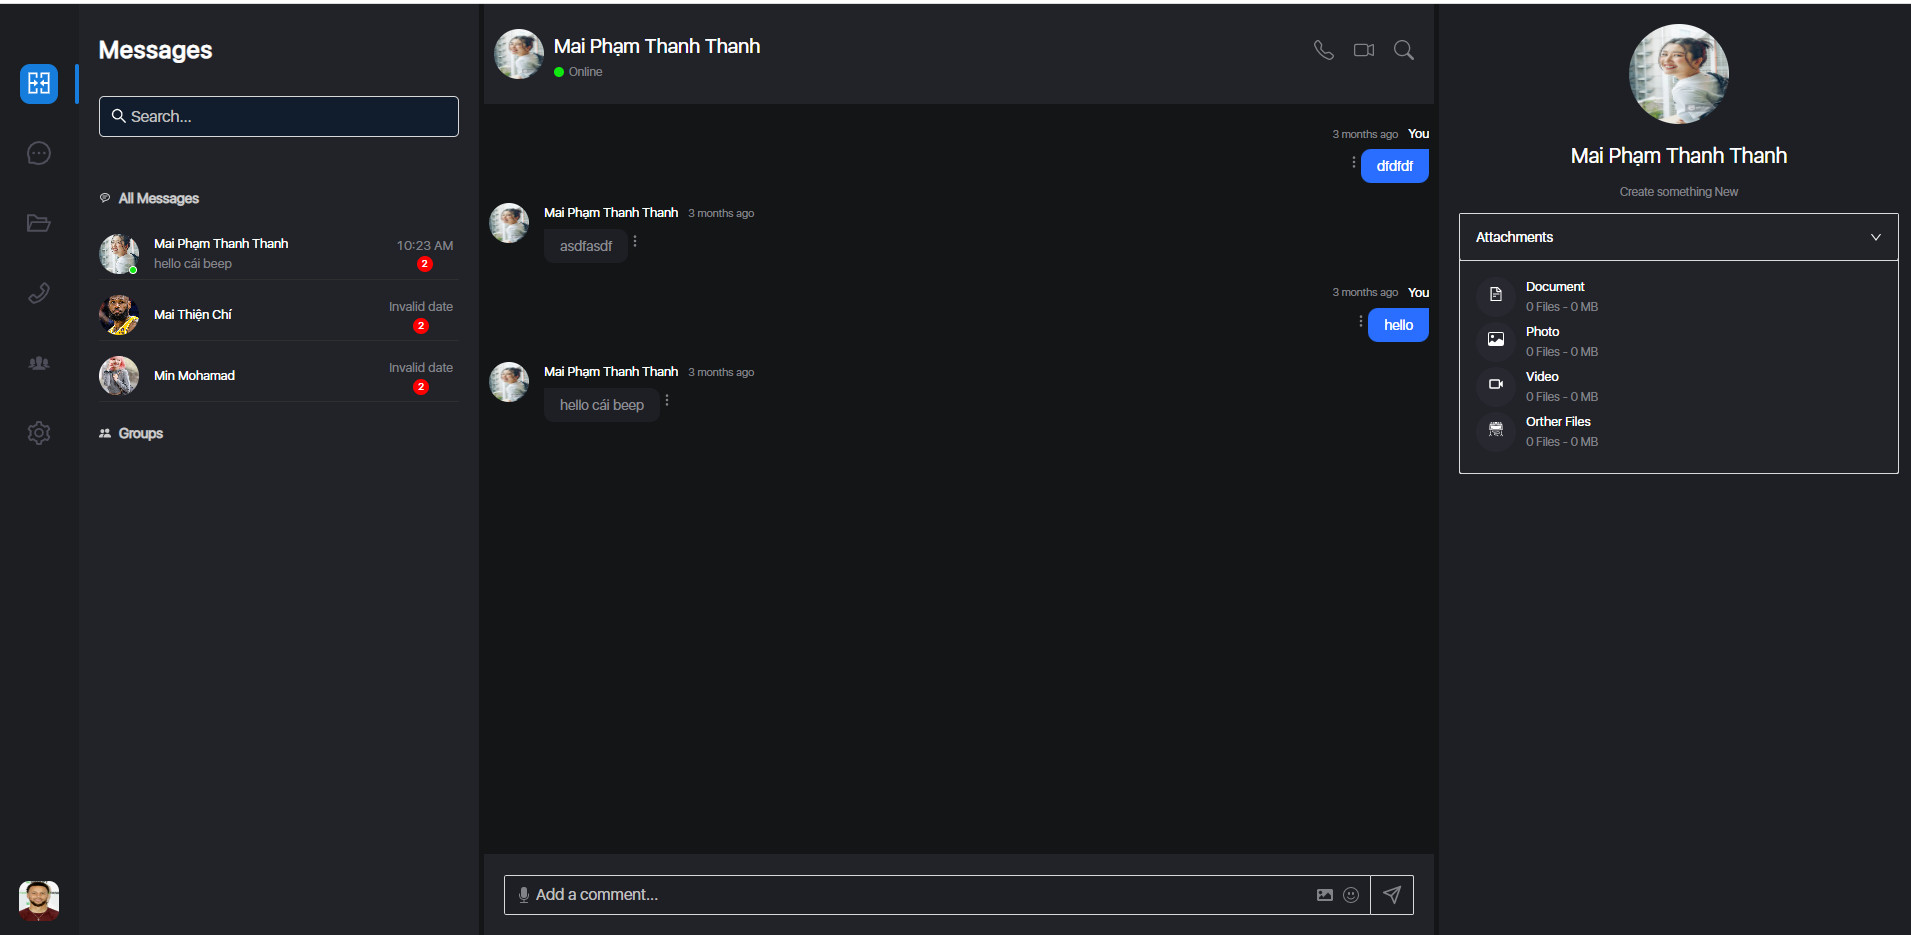 Messages
Search...
All Messages
Mai Phạm Thanh Thanh
10:23 AM
hello cái beep
2
Mai Thiện Chí
Invalid date
2
Min Mohamad
Invalid date
2
Groups
Mai Phạm Thanh Thanh
Online
3 months ago You
dfdfdf
Mai Phạm Thanh Thanh 3 months ago
asdfasdf
3 months ago You
hello
Mai Phạm Thanh Thanh 3 months ago
hello cái beep
Add a comment...
Mai Phạm Thanh Thanh
Create something New
Attachments
Document
0 Files - 0 MB
Photo
0 Files - 0 MB
Video
0 Files - 0 MB
Orther Files
0 Files - 0 MB